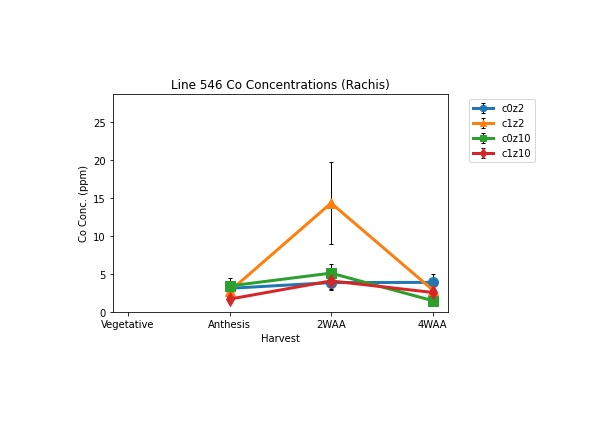 Line 546 Co Concentrations (Rachis)
25
20
15
10
5
0
Co Conc. (ppm)
Vegetative
Anthesis
2WAA
4WAA
Harvest
c0z2
c1z2
c0z10
c1z10